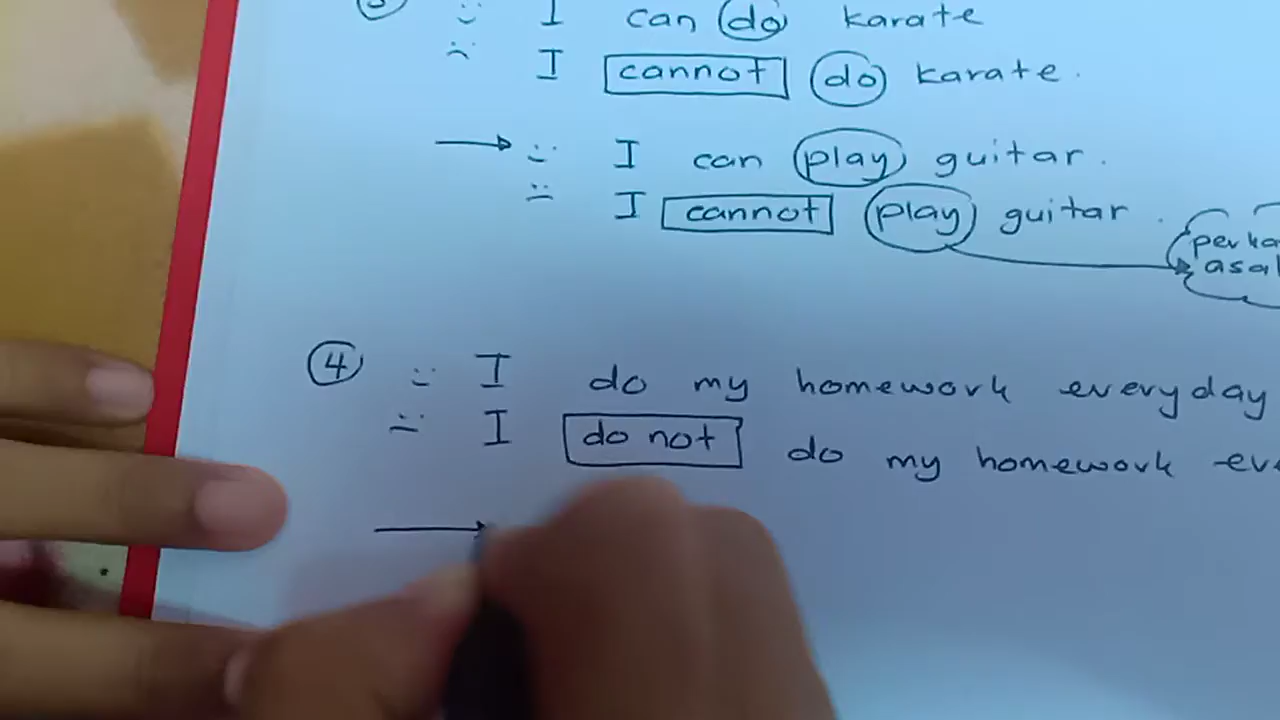 I can do karate
I cannot do karate.
I can play guitar.
I cannot play guitar.
asal
4 I do my homework everyday
I do not do my homework